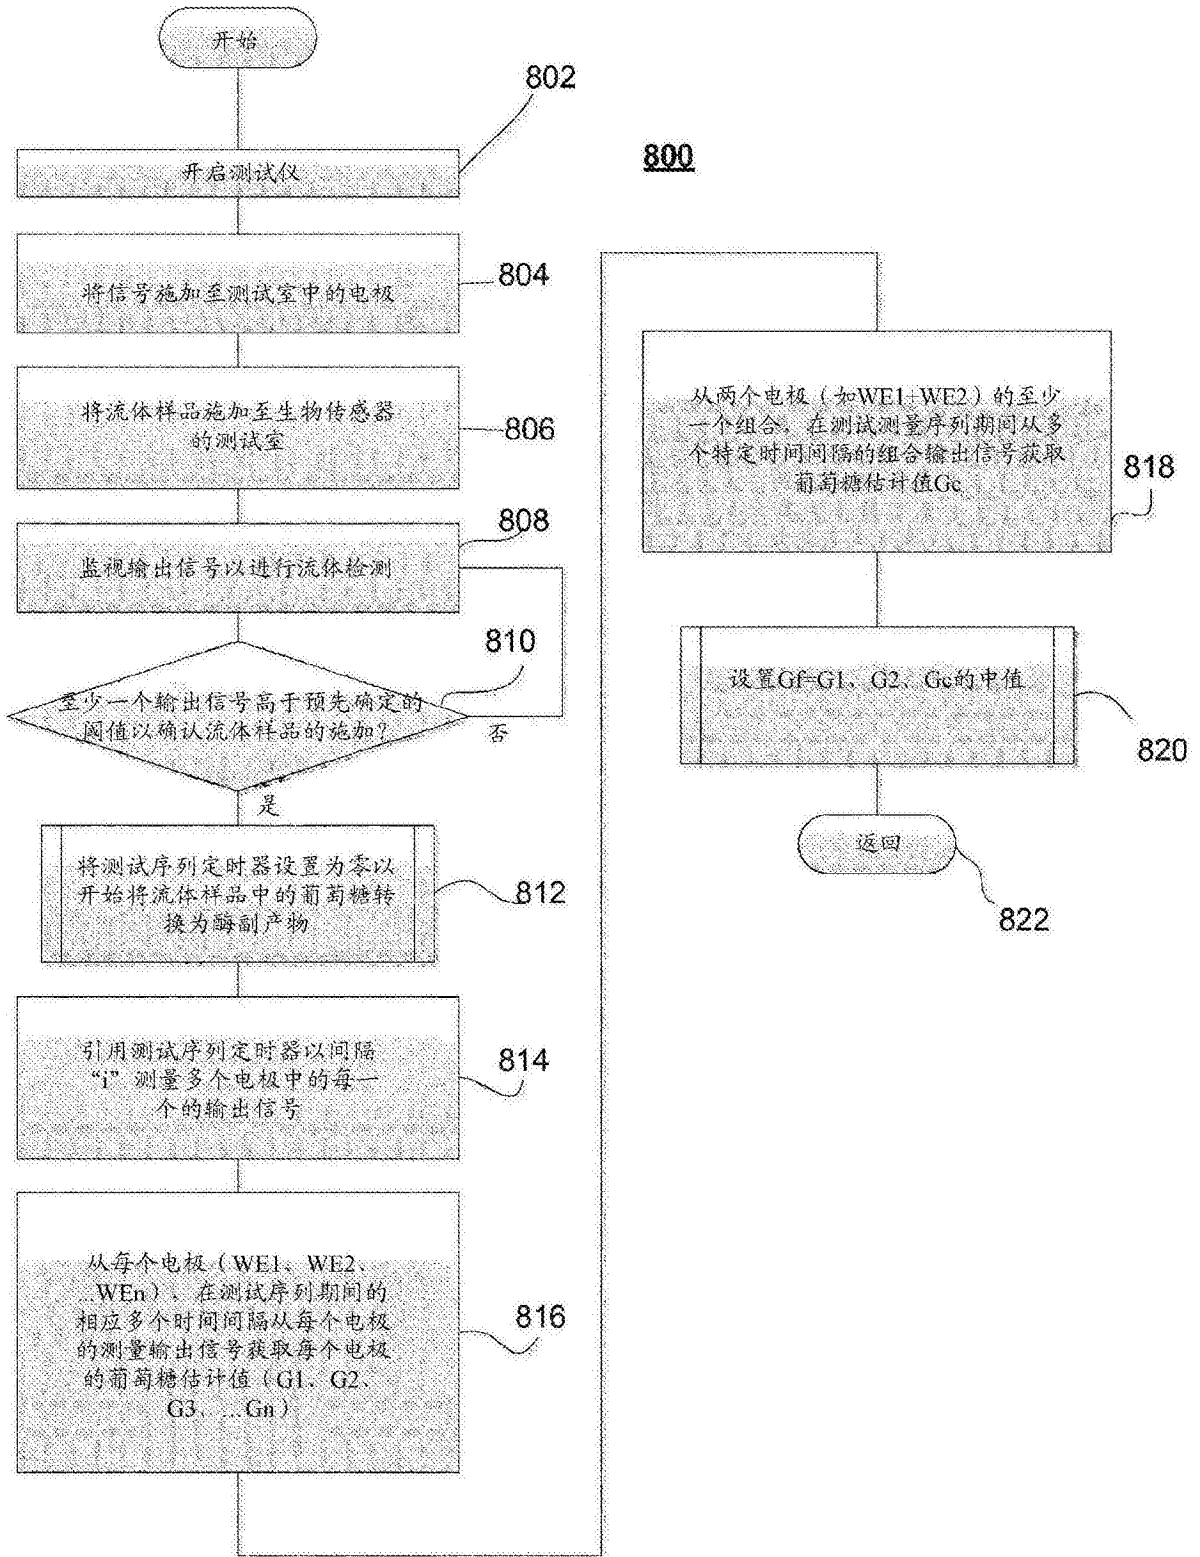 开始
802
开启测试仪
800
804
将信号施加至测试室中的电极
将流体样品施加至生物传感器
的测试室
806
808
监视输出信号以进行流体检测
810
至少一个输出信号高于预先确定的
阈值以确认流体样品的施加?
否
是
将测试序列定时器设置为零以
开始将流体样品中的葡萄糖转
换为酶副产物
812
引用测试序列定时器以间隔
“i”测量多个电极中的每一
个的输出信号
814
从每个电极（WE1、WE2、
...WEn）、在测试序列期间的
相应多个时间间隔从每个电极
的测量输出信号获取每个电极
的葡萄糖估计值（G1、G2、
G3、...Gn）
816
从两个电极（如WE1+WE2）的至少
一个组合，在测试测量序列期间从多
个特定时间间隔的组合输出信号获取
葡萄糖估计值Gc
818
设置Gf=G1、G2、Gc的中值
820
返回
822